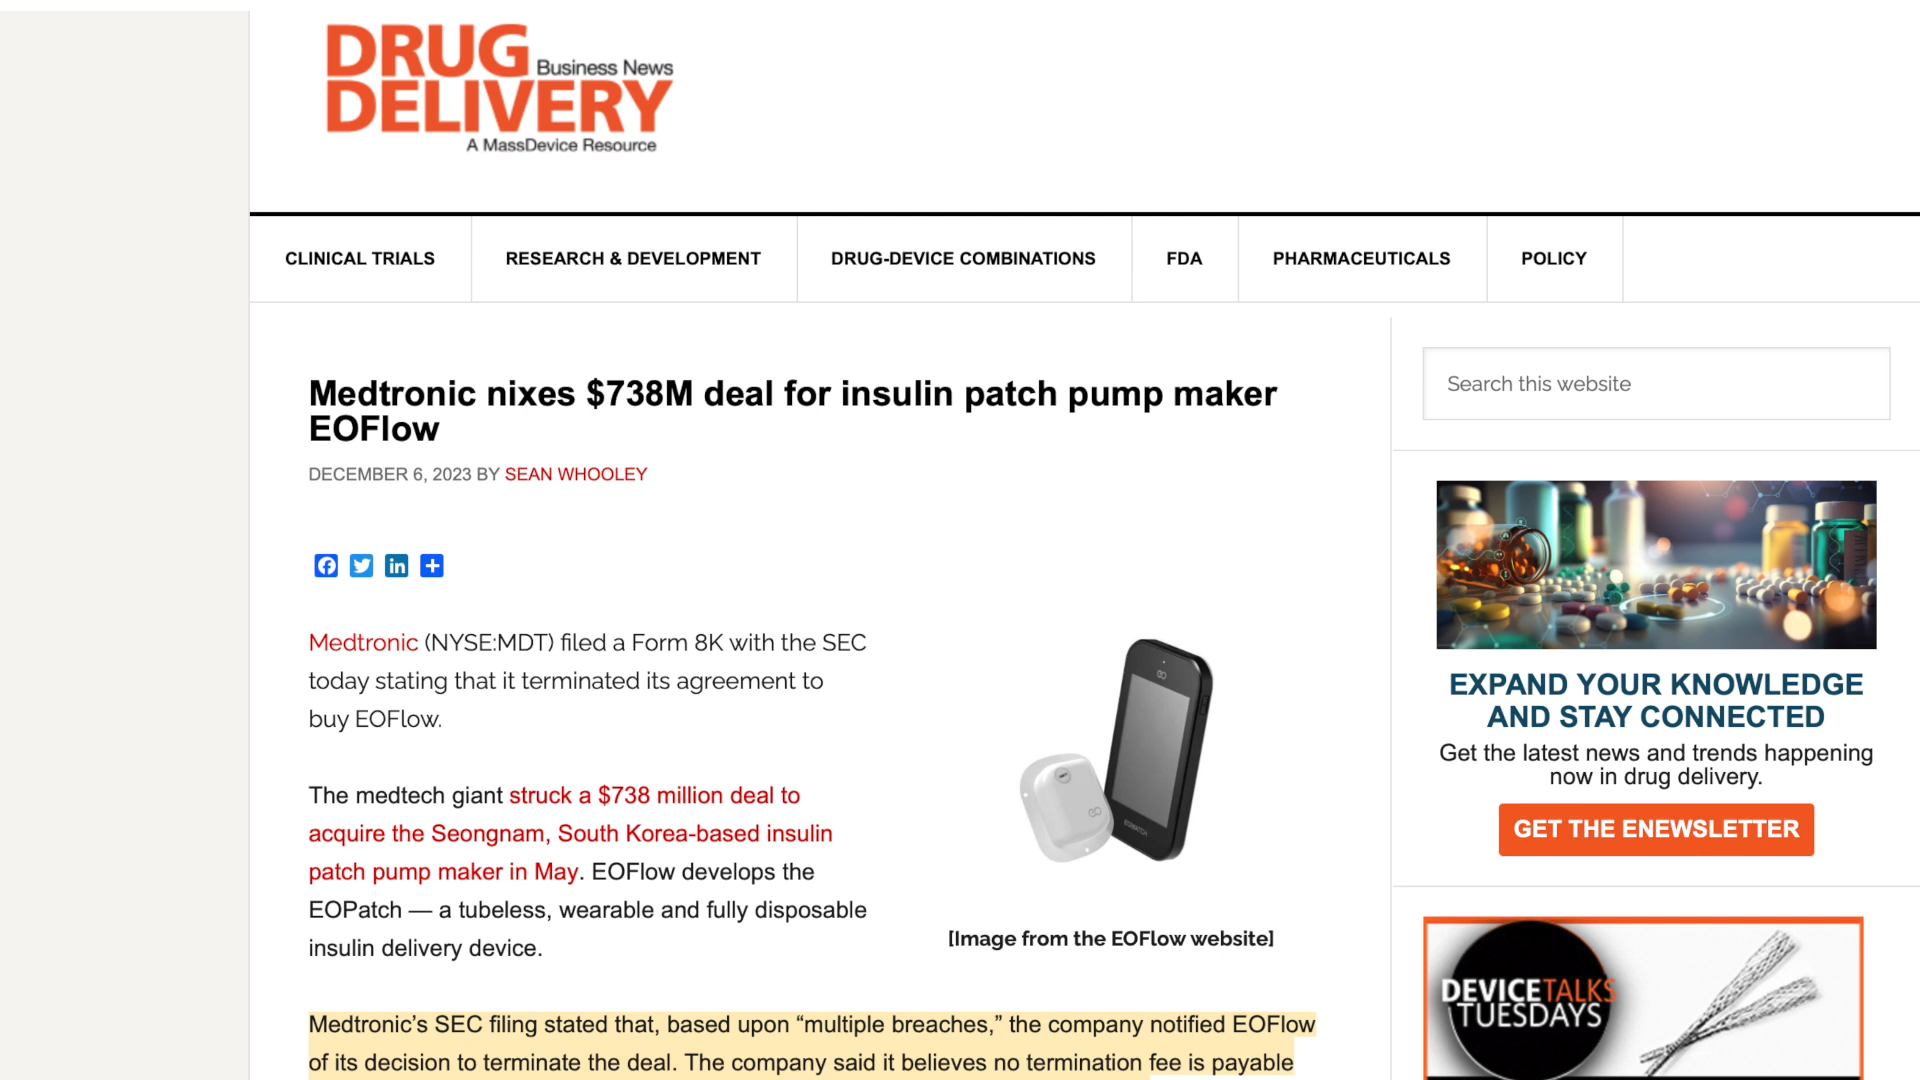 DRUG
Business News
DELIVERY
A MassDevice Resource
CLINICAL TRIALS
RESEARCH & DEVELOPMENT
DRUG-DEVICE COMBINATIONS
FDA
PHARMACEUTICALS
POLICY
Medtronic nixes $738M deal for insulin patch pump maker
EOFlow
DECEMBER 6, 2023 BY SEAN WHOOLEY
Medtronic (NYSE:MDT) filed a Form 8K with the SEC
today stating that it terminated its agreement to
buy EOFlow.
The medtech giant struck a $738 million deal to
acquire the Seongnam, South Korea-based insulin
patch pump maker in May. EOFlow develops the
EOPatch — a tubeless, wearable and fully disposable
insulin delivery device.
[Image from the EOFlow website]
Medtronic’s SEC filing stated that, based upon “multiple breaches,” the company notified EOFlow
of its decision to terminate the deal. The company said it believes no termination fee is payable
Search this website
EXPAND YOUR KNOWLEDGE
AND STAY CONNECTED
Get the latest news and trends happening
now in drug delivery.
GET THE ENEWSLETTER
DEVICETALKS
TUESDAYS